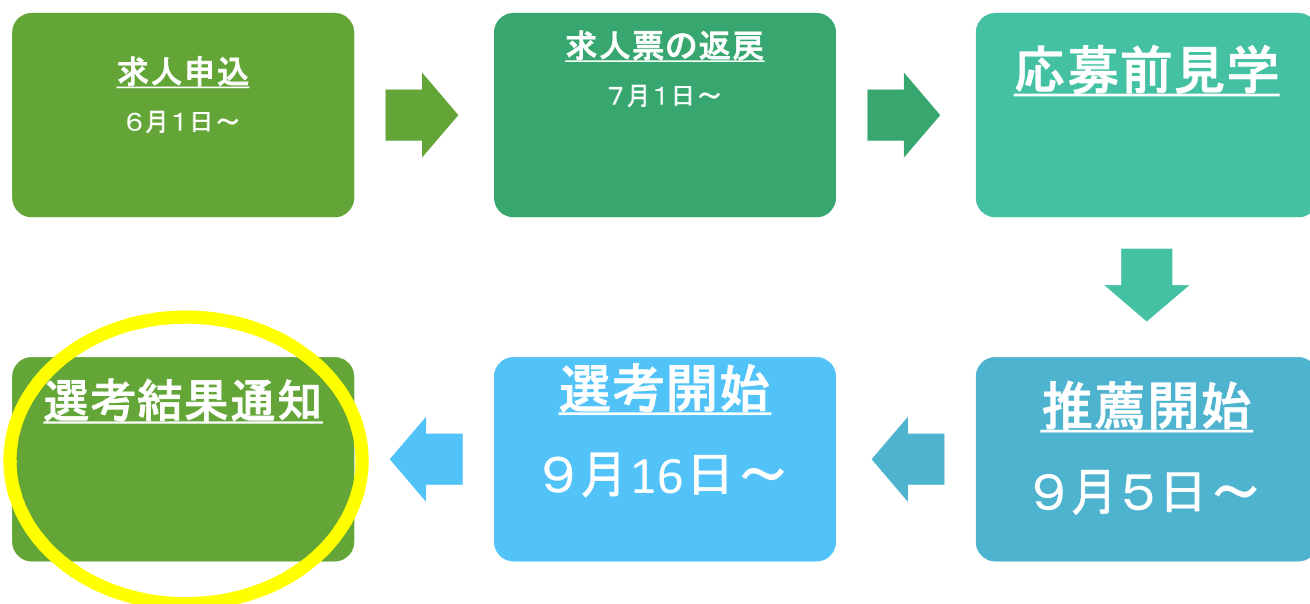 求人申込
６月１日～
求人票の返戻
７月１日～
応募前見学
推薦開始
９月５日～
選考開始
９月16日～
選考結果通知